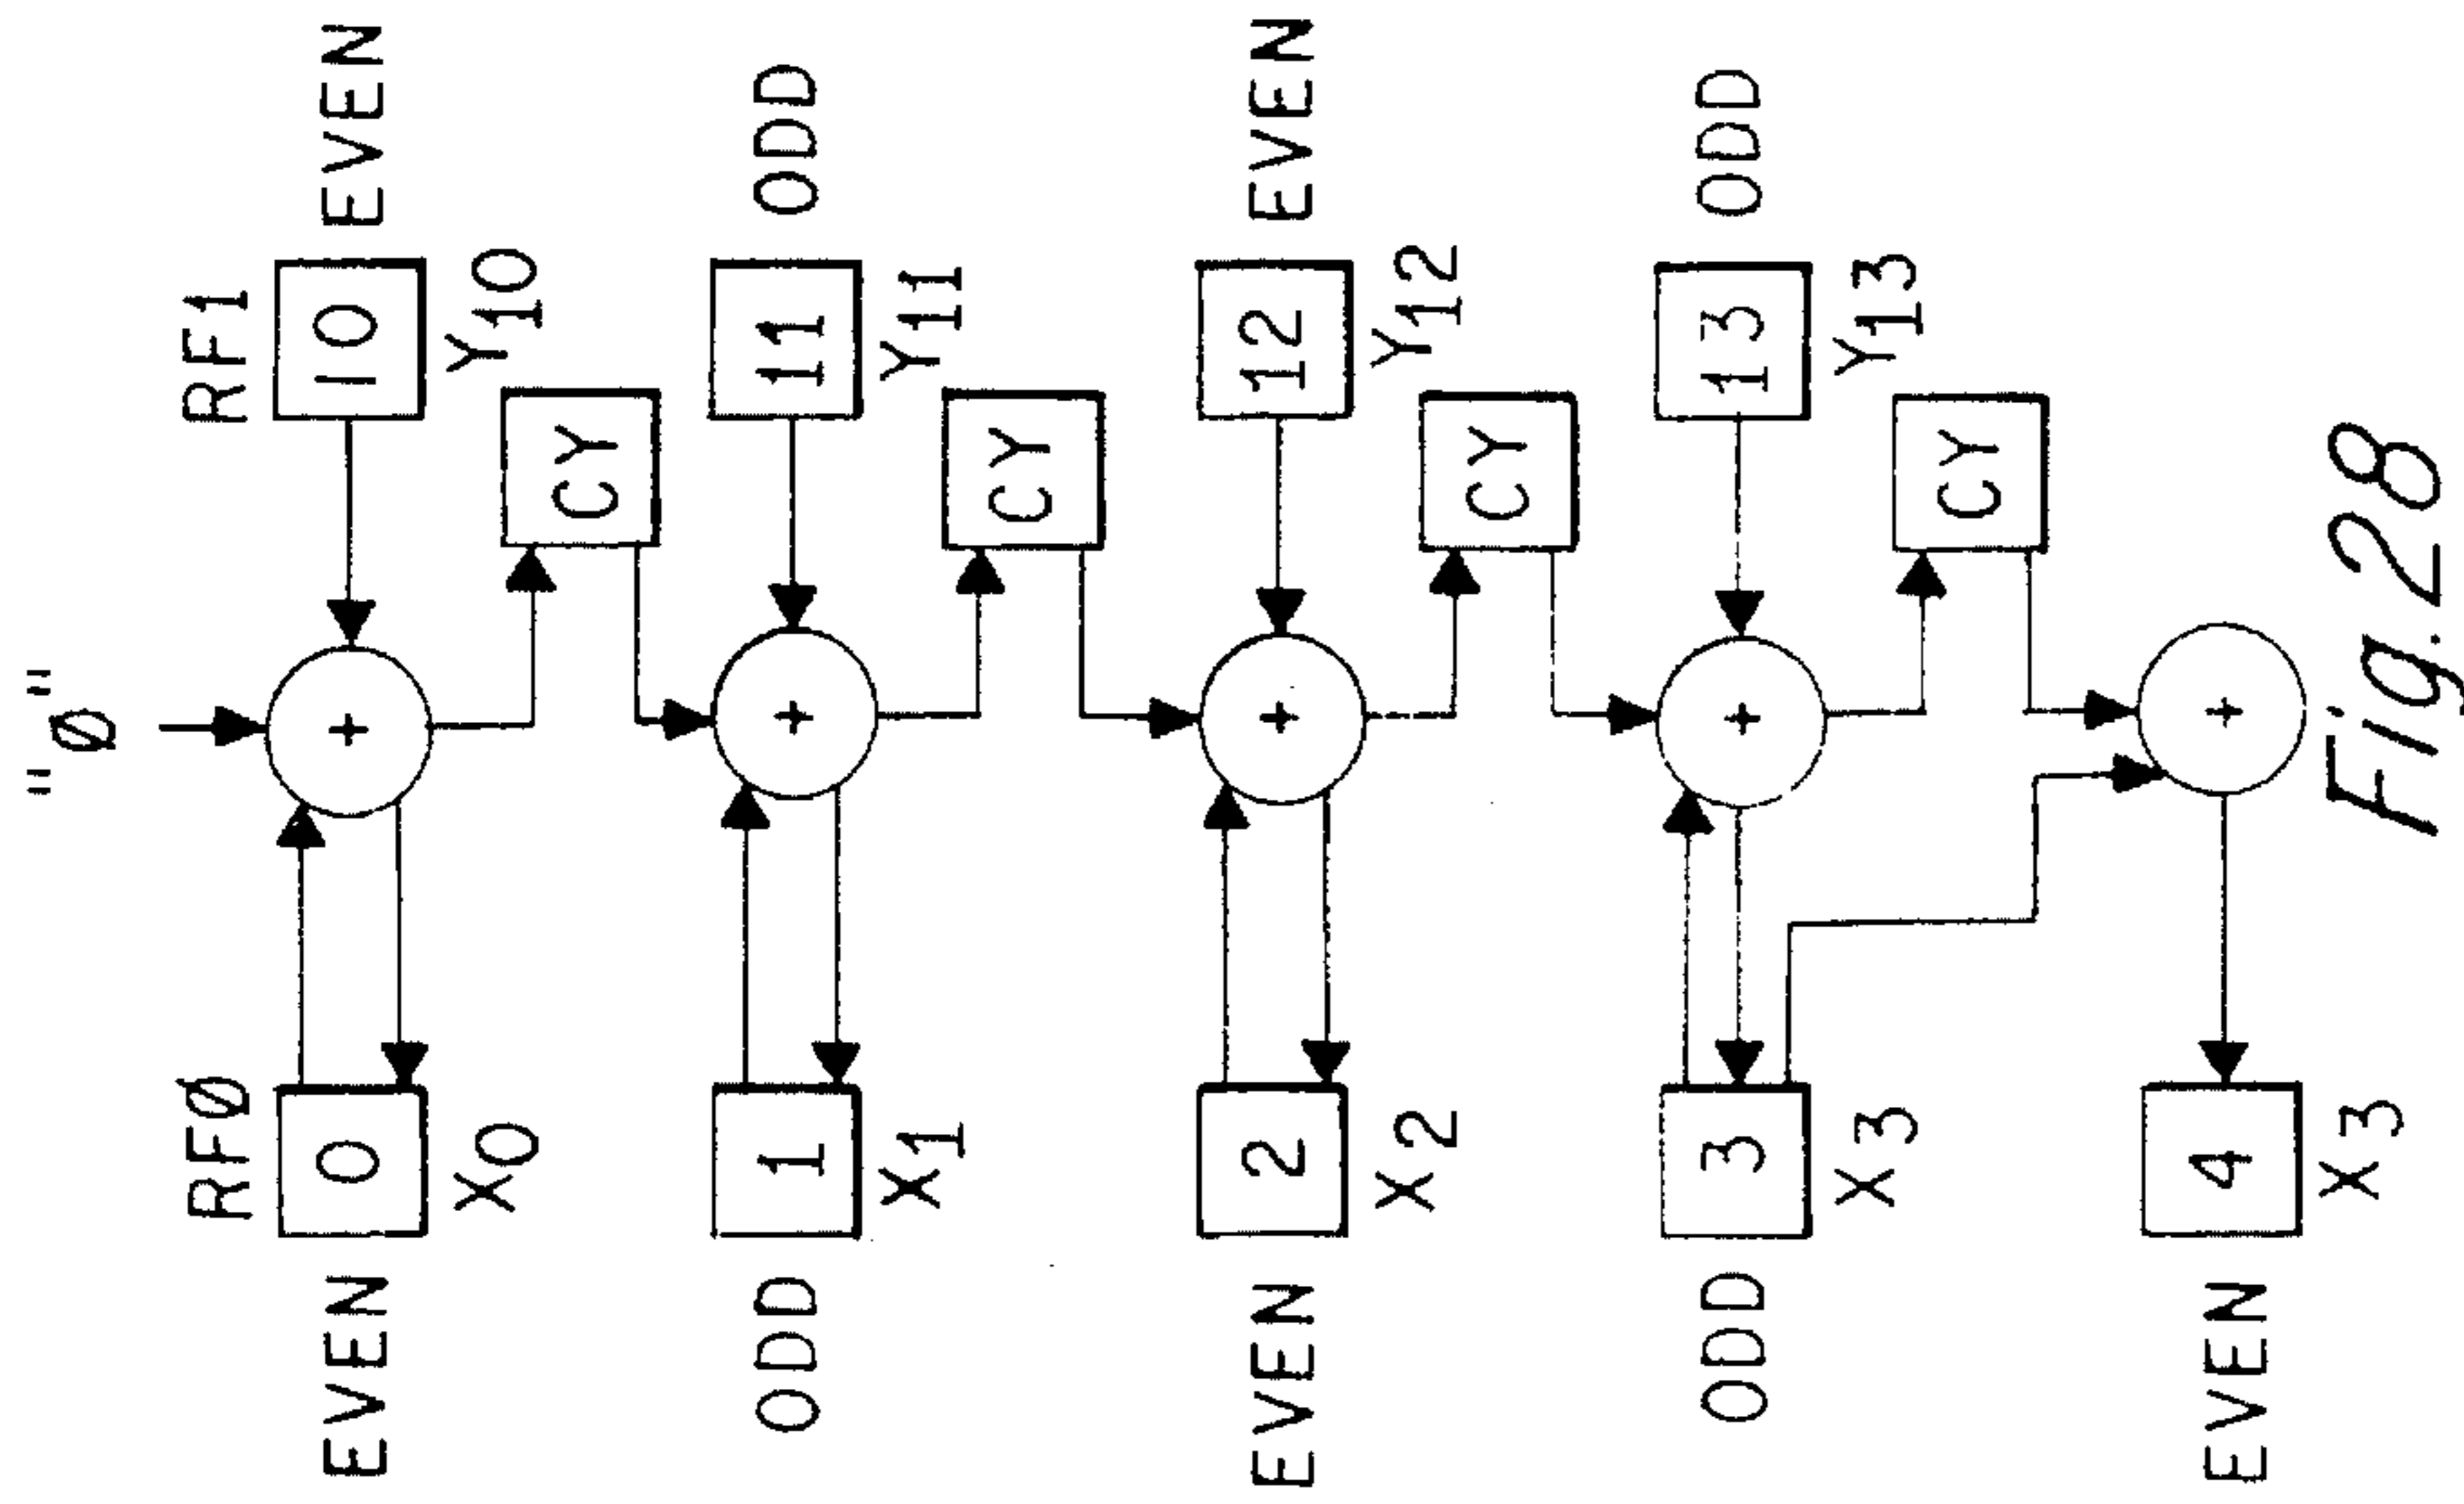 "Ø"
RFØ RF1
EVEN 0 + 10 EVEN
X0 Y10
CY
ODD 1 + 11 ODD
X1 Y11
CY
EVEN 2 + 12 EVEN
X2 Y12
CY
ODD 3 + 13 ODD
X3 Y13
CY
EVEN 4 +
X3
Fig.28